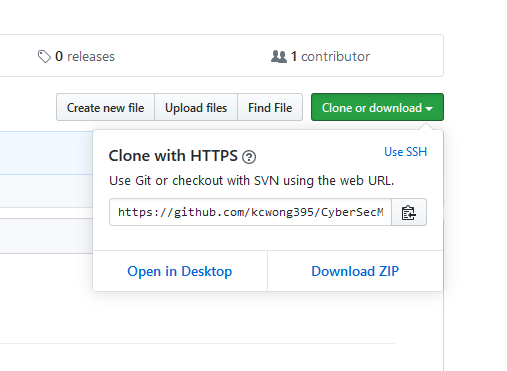 0 releases
1 contributor
Create new file
Upload files
Find File
Clone or download
Clone with HTTPS
Use SSH
Use Git or checkout with SVN using the web URL.
https://github.com/kcwong395/CyberSecM
Open in Desktop
Download ZIP